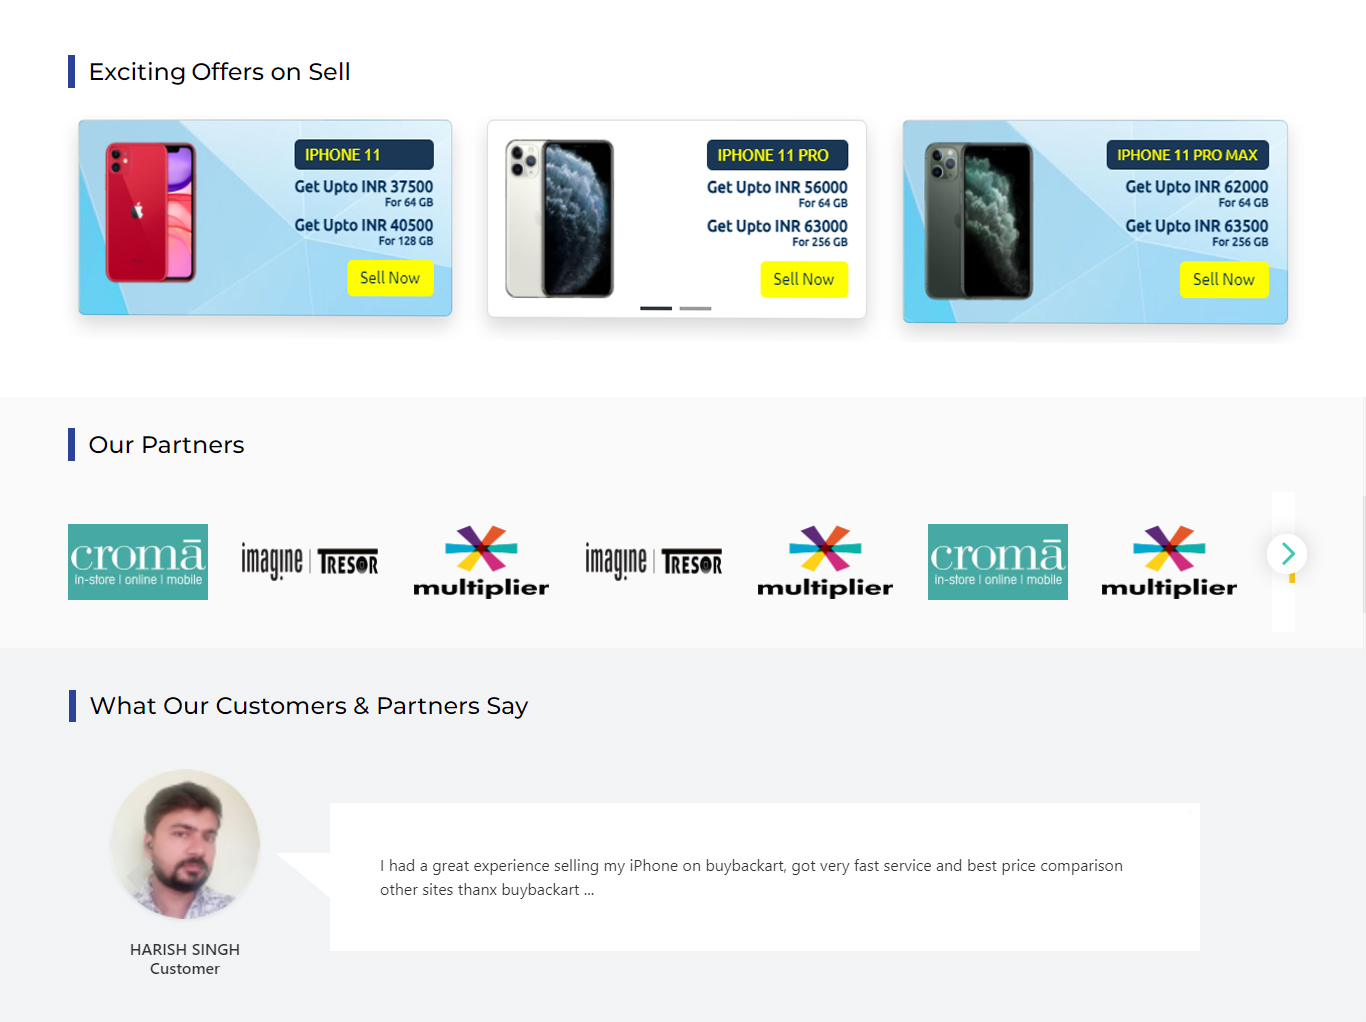 Exciting Offers on Sell
IPHONE 11
Get Upto INR 37500
For 64 GB
Get Upto INR 40500
For 128 GB
Sell Now
IPHONE 11 PRO
Get Upto INR 56000
For 64 GB
Get Upto INR 63000
For 256 GB
Sell Now
IPHONE 11 PRO MAX
Get Upto INR 62000
For 64 GB
Get Upto INR 63500
For 256 GB
Sell Now
Our Partners
cromā
in-store | online | mobile
imagine | TRESOR
multiplier
imagine | TRESOR
multiplier
cromā
in-store | online | mobile
multiplier
What Our Customers & Partners Say
I had a great experience selling my iPhone on buybackart, got very fast service and best price comparison
other sites thanx buybackart ...
HARISH SINGH
Customer